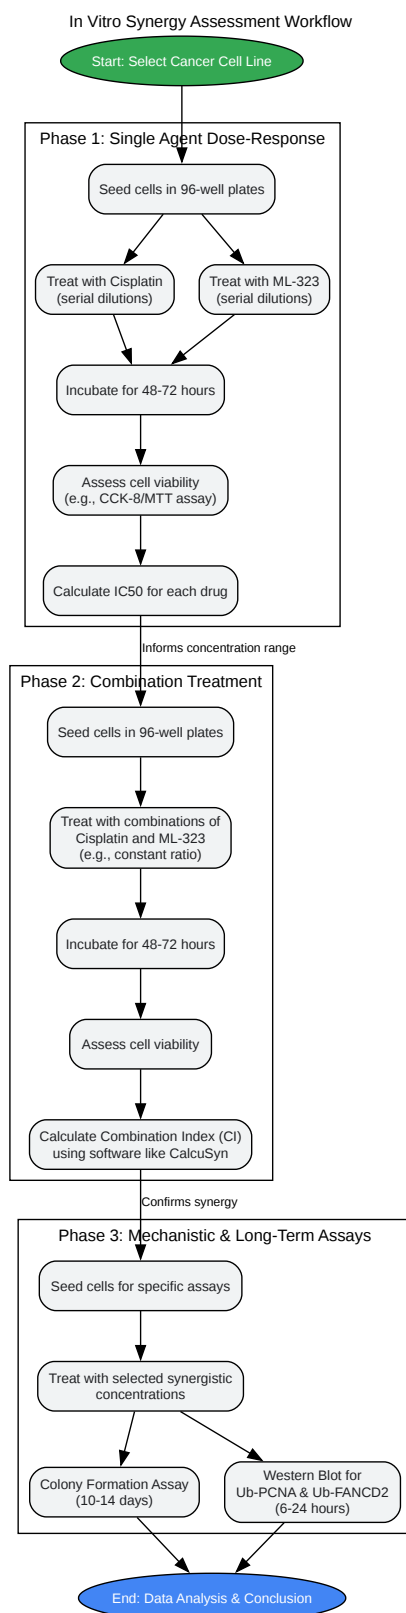 In Vitro Synergy Assessment Workflow
Start: Select Cancer Cell Line
Phase 1: Single Agent Dose-Response
Seed cells in 96-well plates
Treat with Cisplatin
(serial dilutions)
Treat with ML-323
(serial dilutions)
Incubate for 48-72 hours
Assess cell viability
(e.g., CCK-8/MTT assay)
Calculate IC50 for each drug
Informs concentration range
Phase 2: Combination Treatment
Seed cells in 96-well plates
Treat with combinations of
Cisplatin and ML-323
(e.g., constant ratio)
Incubate for 48-72 hours
Assess cell viability
Calculate Combination Index (CI)
using software like CalcuSyn
Confirms synergy
Phase 3: Mechanistic & Long-Term Assays
Seed cells for specific assays
Treat with selected synergistic
concentrations
Colony Formation Assay
(10-14 days)
Western Blot for
Ub-PCNA & Ub-FANCD2
(6-24 hours)
End: Data Analysis & Conclusion